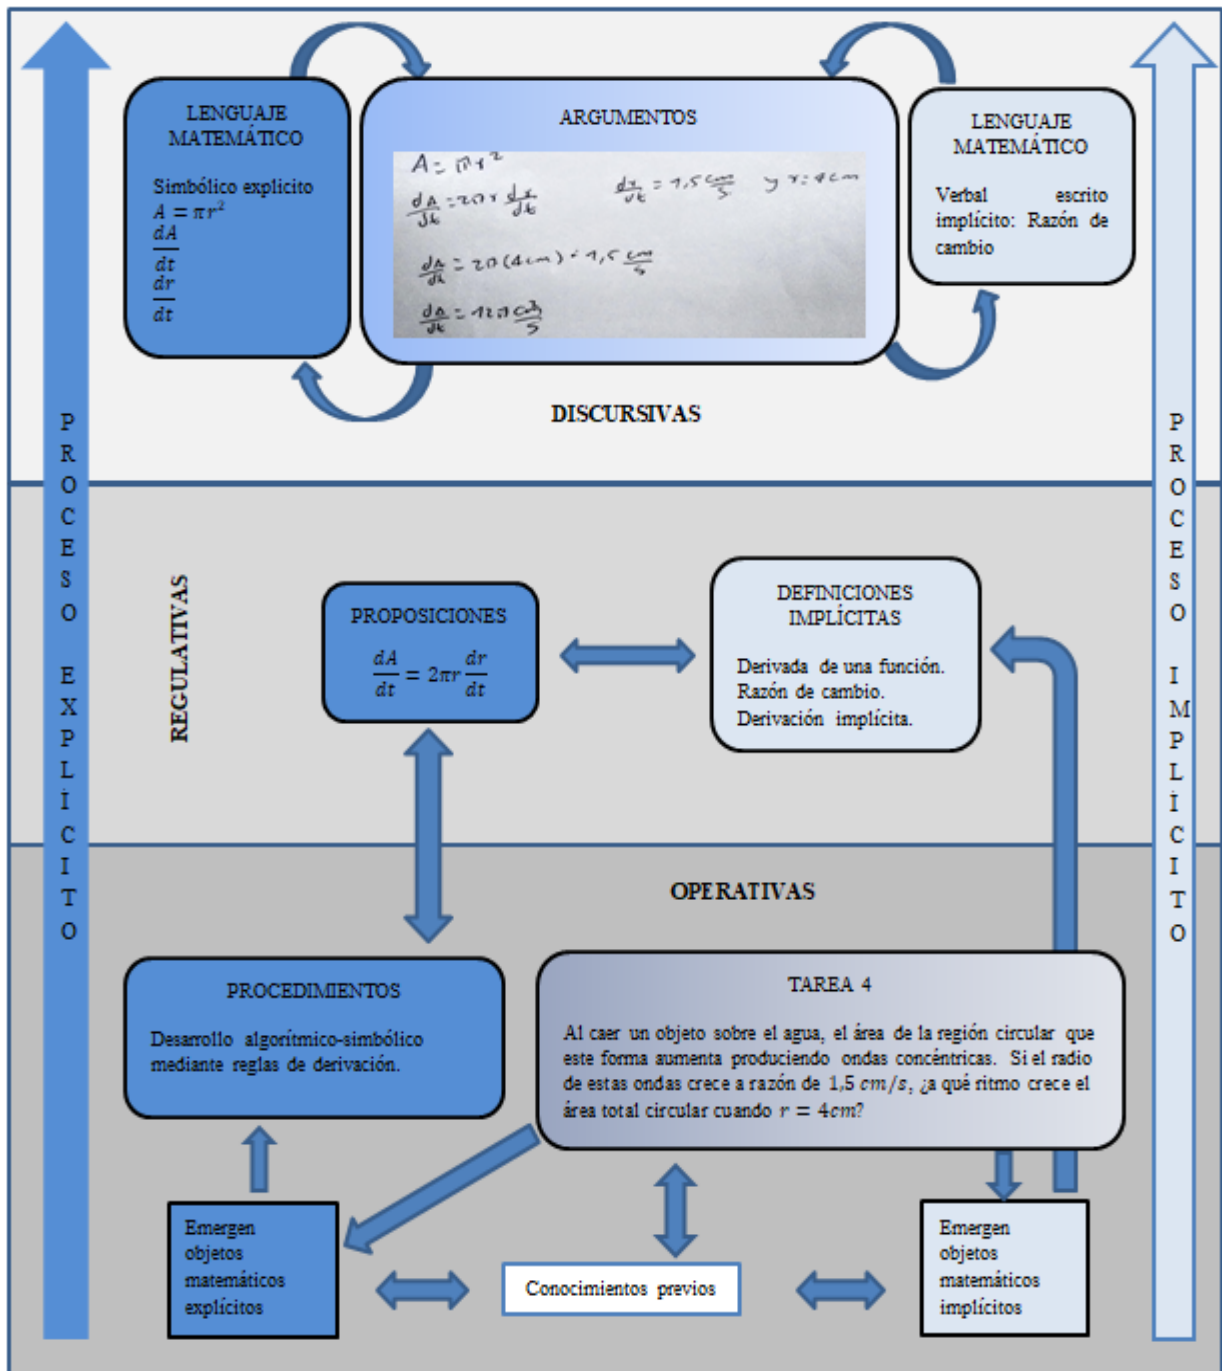 LENGUAJE
MATEMÁTICO
Simbólico explicito
A = πr²
dA
dt
dr
dt
ARGUMENTOS
A = πr²
dA/dt = 2πr dr/dt
dr/dt = 1,5 cm/s y r = 4 cm
dA/dt = 2π(4cm) · 1,5 cm/s
dA/dt = 12π cm²/s
LENGUAJE
MATEMÁTICO
Verbal escrito
implícito: Razón de
cambio
DISCURSIVAS
PROCESO EXPLÍCITO
PROCESO IMPLÍCITO
REGULATIVAS
PROPOSICIONES
dA/dt = 2πr dr/dt
DEFINICIONES
IMPLÍCITAS
Derivada de una función.
Razón de cambio.
Derivación implícita.
OPERATIVAS
PROCEDIMIENTOS
Desarrollo algorítmico-simbólico
mediante reglas de derivación.
TAREA 4
Al caer un objeto sobre el agua, el área de la región circular que
este forma aumenta produciendo ondas concéntricas. Si el radio
de estas ondas crece a razón de 1,5 cm/s, ¿a qué ritmo crece el
área total circular cuando r = 4cm?
Emergen
objetos
matemáticos
explícitos
Conocimientos previos
Emergen
objetos
matemáticos
implícitos